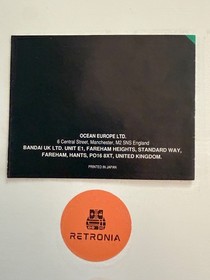 OCEAN EUROPE LTD.
6 Central Street, Manchester, M2 5NS England
BANDAI UK LTD. UNIT E1, FAREHAM HEIGHTS, STANDARD WAY,
FAREHAM, HANTS, PO16 8XT, UNITED KINGDOM.
PRINTED IN JAPAN
RETRONIA